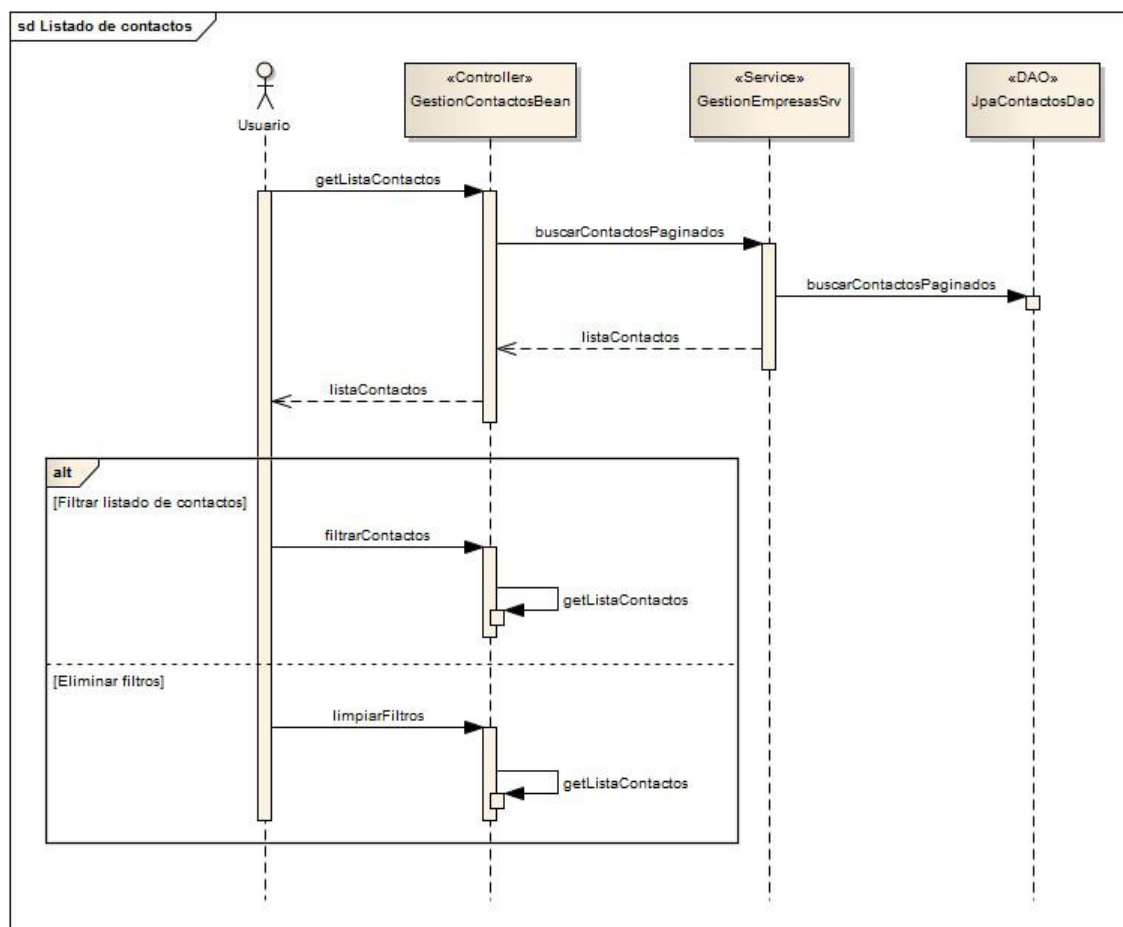 sd Listado de contactos
Usuario
«Controller»
GestionContactosBean
«Service»
GestionEmpresasSrv
«DAO»
JpaContactosDao
getListaContactos
buscarContactosPaginados
buscarContactosPaginados
listaContactos
listaContactos
alt
[Filtrar listado de contactos]
filtrarContactos
getListaContactos
[Eliminar filtros]
limpiarFiltros
getListaContactos